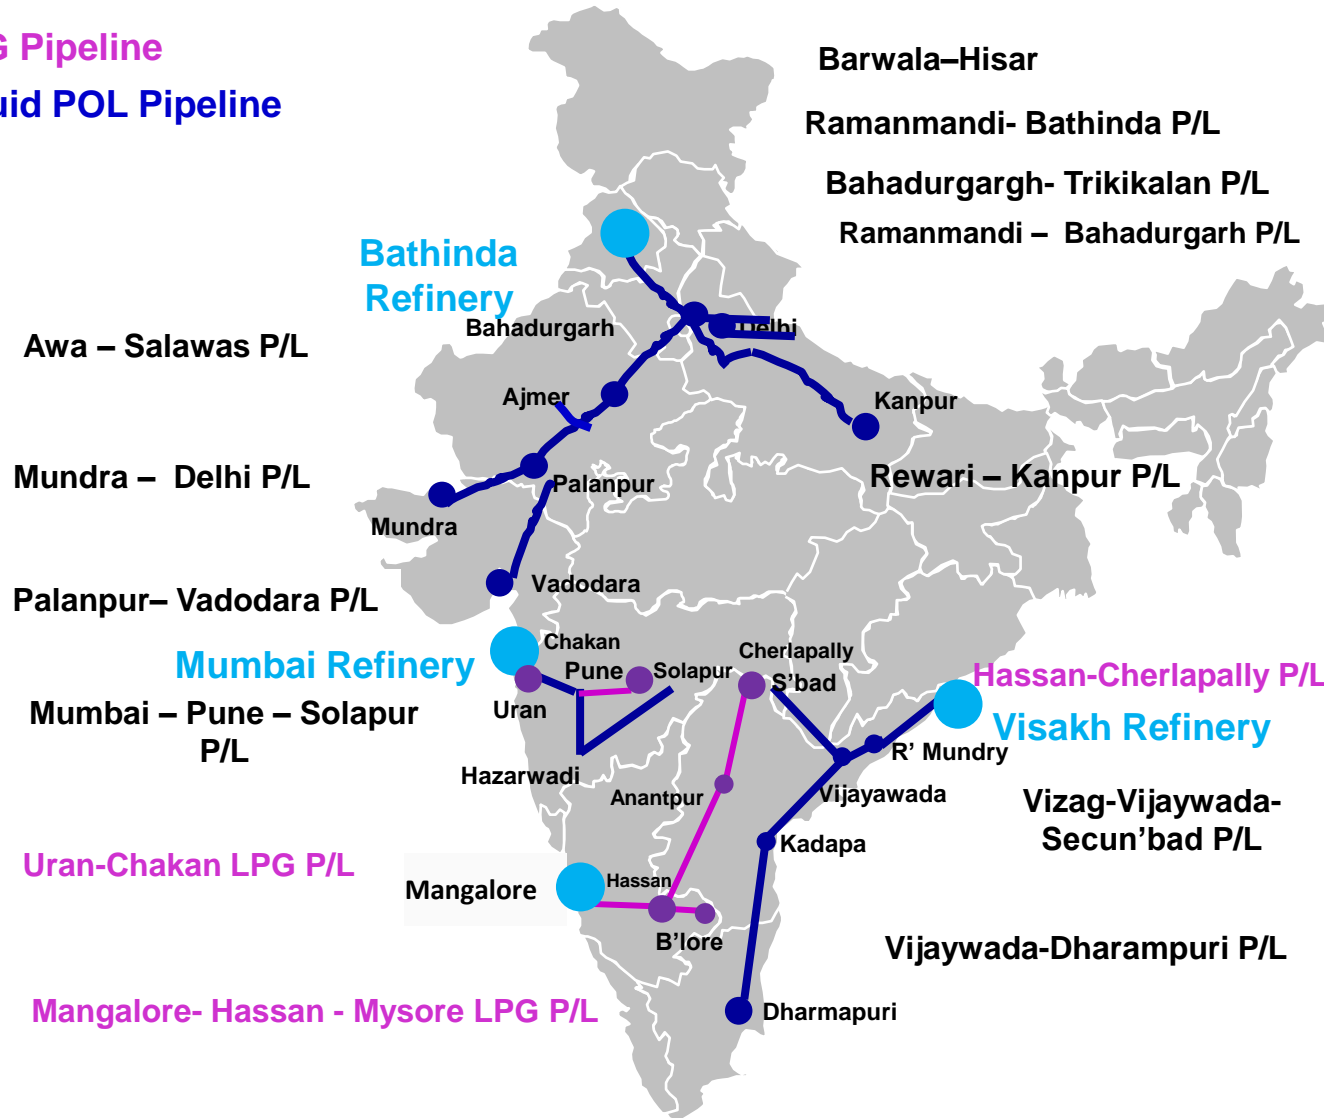 G Pipeline
uid POL Pipeline
Barwala–Hisar
Ramanmandi- Bathinda P/L
Bahadurgargh- Trikikalan P/L
Ramanmandi – Bahadurgarh P/L
Bathinda
Refinery
Bahadurgarh
Delhi
Awa – Salawas P/L
Ajmer
Kanpur
Mundra – Delhi P/L
Palanpur
Rewari – Kanpur P/L
Mundra
Vadodara
Palanpur– Vadodara P/L
Chakan
Cherlapally
Mumbai Refinery
Pune
Solapur
S'bad
Hassan-Cherlapally P/L
Uran
Mumbai – Pune – Solapur
P/L
Visakh Refinery
R' Mundry
Hazarwadi
Anantpur
Vijayawada
Vizag-Vijaywada-
Secun'bad P/L
Kadapa
Uran-Chakan LPG P/L
Mangalore
Hassan
B'lore
Vijaywada-Dharampuri P/L
Mangalore- Hassan - Mysore LPG P/L
Dharmapuri